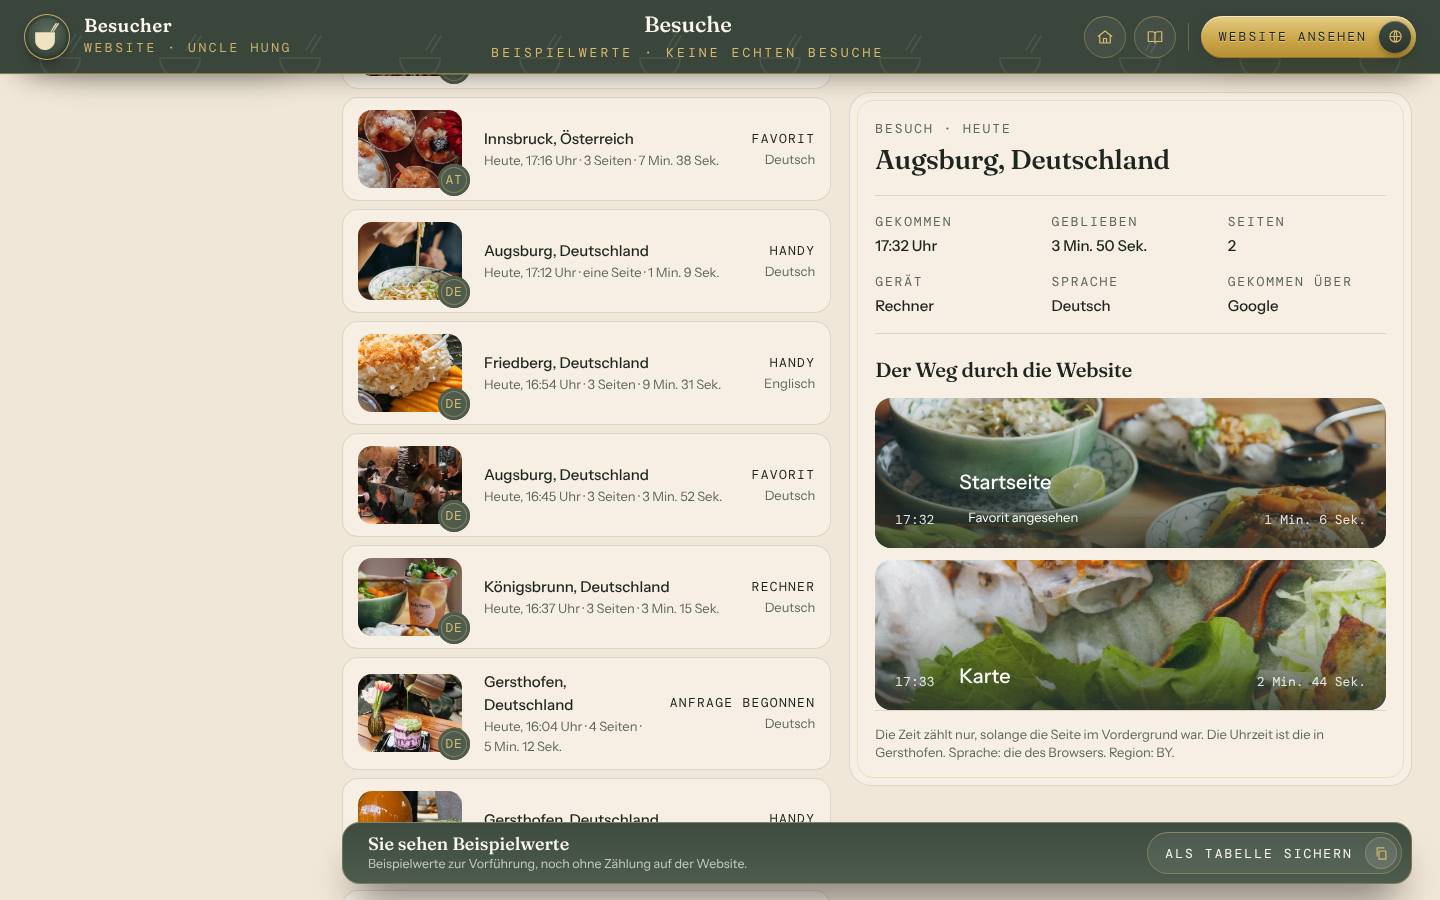 Besucher
WEBSITE · UNCLE HUNG
Besuche
BEISPIELWERTE · KEINE ECHTEN BESUCHE
WEBSITE ANSEHEN
Innsbruck, Österreich
Heute, 17:16 Uhr · 3 Seiten · 7 Min. 38 Sek.
FAVORIT
Deutsch
AT
Augsburg, Deutschland
Heute, 17:12 Uhr · eine Seite · 1 Min. 9 Sek.
HANDY
Deutsch
DE
Friedberg, Deutschland
Heute, 16:54 Uhr · 3 Seiten · 9 Min. 31 Sek.
HANDY
Englisch
DE
Augsburg, Deutschland
Heute, 16:45 Uhr · 3 Seiten · 3 Min. 52 Sek.
FAVORIT
Deutsch
DE
Königsbrunn, Deutschland
Heute, 16:37 Uhr · 3 Seiten · 3 Min. 15 Sek.
RECHNER
Deutsch
DE
Gersthofen,
Deutschland
Heute, 16:04 Uhr · 4 Seiten ·
5 Min. 12 Sek.
ANFRAGE BEGONNEN
Deutsch
DE
Gersthofen, Deutschland
HANDY
BESUCH · HEUTE
Augsburg, Deutschland
GEKOMMEN
17:32 Uhr
GEBLIEBEN
3 Min. 50 Sek.
SEITEN
2
GERÄT
Rechner
SPRACHE
Deutsch
GEKOMMEN ÜBER
Google
Der Weg durch die Website
Startseite
17:32
Favorit angesehen
1 Min. 6 Sek.
17:33
Karte
2 Min. 44 Sek.
Die Zeit zählt nur, solange die Seite im Vordergrund war. Die Uhrzeit ist die in
Gersthofen. Sprache: die des Browsers. Region: BY.
Sie sehen Beispielwerte
Beispielwerte zur Vorführung, noch ohne Zählung auf der Website.
ALS TABELLE SICHERN